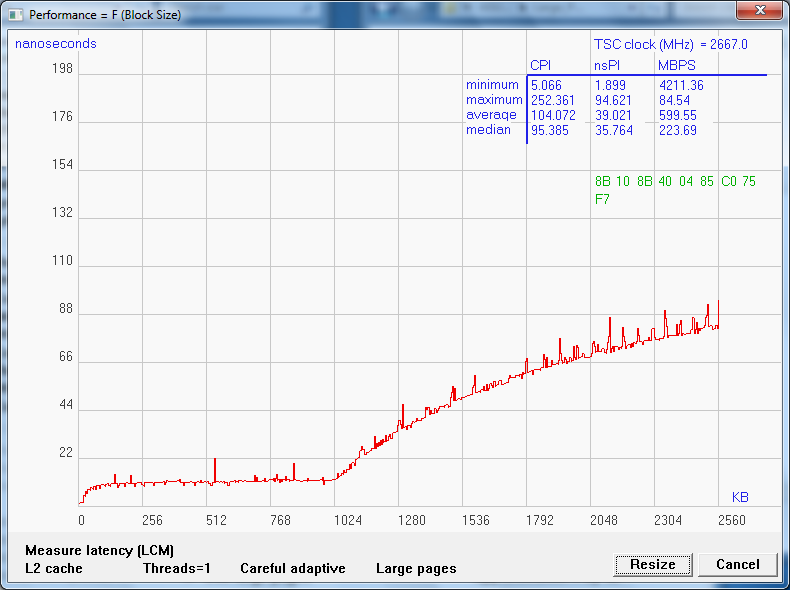 Performance = F (Block Size)
nanoseconds
TSC clock (MHz) = 2667.0
CPI nsPI MBPS
minimum 5.066 1.899 4211.36
maximum 252.361 94.621 84.54
average 104.072 39.021 599.55
median 95.385 35.764 223.69
8B 10 8B 40 04 85 C0 75
F7
198
176
154
132
110
88
66
44
22
KB
0 256 512 768 1024 1280 1536 1792 2048 2304 2560
Measure latency (LCM)
L2 cache Threads=1 Careful adaptive Large pages
Resize Cancel